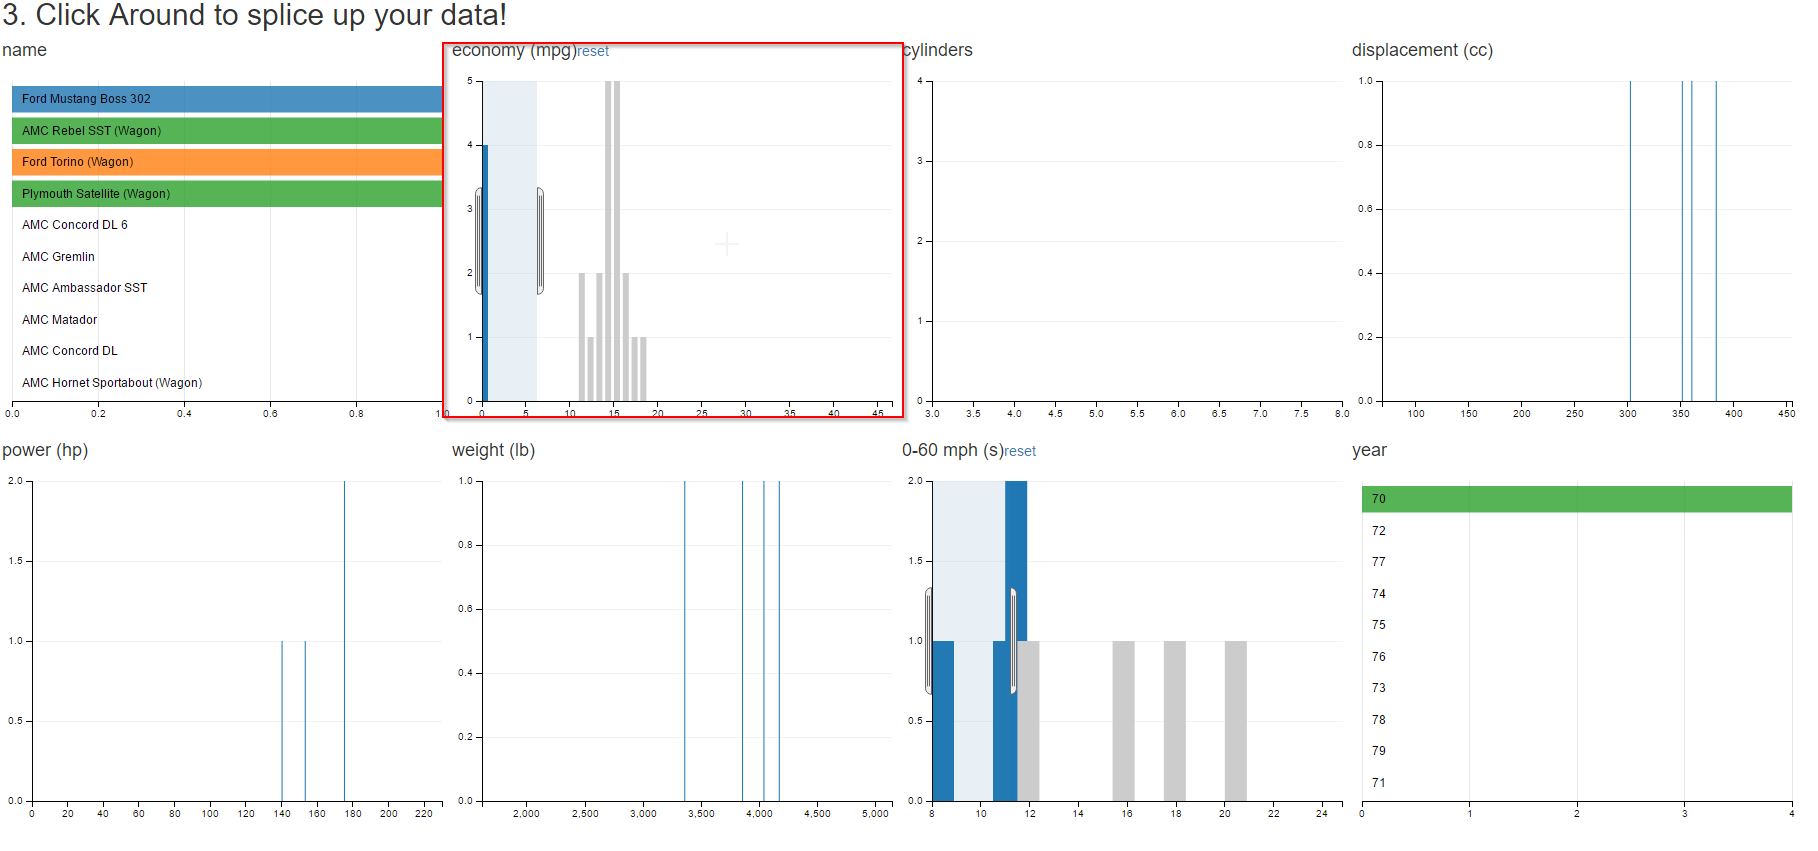 3. Click Around to splice up your data!
name
Ford Mustang Boss 302
AMC Rebel SST (Wagon)
Ford Torino (Wagon)
Plymouth Satellite (Wagon)
AMC Concord DL 6
AMC Gremlin
AMC Ambassador SST
AMC Matador
AMC Concord DL
AMC Hornet Sportabout (Wagon)
0.0 0.2 0.4 0.6 0.8 1.0
economy (mpg)reset
5
4
3
2
1
0
0 5 10 15 20 25 30 35 40 45
cylinders
4
3
2
1
0
3.0 3.5 4.0 4.5 5.0 5.5 6.0 6.5 7.0 7.5 8.0
displacement (cc)
1.0
0.8
0.6
0.4
0.2
0.0
100 150 200 250 300 350 400 450
power (hp)
2.0
1.5
1.0
0.5
0.0
0 20 40 60 80 100 120 140 160 180 200 220
weight (lb)
1.0
0.8
0.6
0.4
0.2
0.0
2,000 2,500 3,000 3,500 4,000 4,500 5,000
0-60 mph (s)reset
2.0
1.5
1.0
0.5
0.0
8 10 12 14 16 18 20 22 24
year
70
72
77
74
75
76
73
78
79
71
0 1 2 3 4